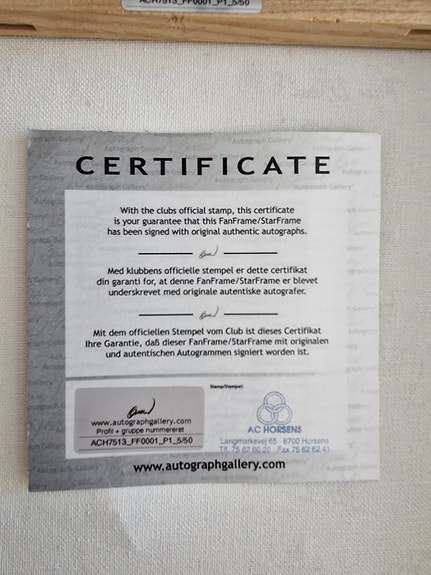 ACH7513_FF0001_P1_5/50
CERTIFICATE
With the clubs official stamp, this certificate
is your guarantee that this FanFrame/StarFrame
has been signed with original authentic autographs.
Med klubbens officielle stempel er dette certifikat
din garanti for, at denne FanFrame/StarFrame er blevet
underskrevet med originale autentiske autografer.
Mit dem officiellen Stempel vom Club ist dieses Certifikat
Ihre Garantie, daß dieser FanFrame/StarFrame mit originalen
und autentischen Autogrammen signiert worden ist.
Stamp/Stempel:
www.autographgallery.com
Profil + gruppe nummereret
ACH7513_FF0001_P1_5/50
AC HORSENS
Langmarksvej 65 · 8700 Horsens
Tlf. 75 62 60 20 Fax 75 62 62 41
www.autographgallery.com